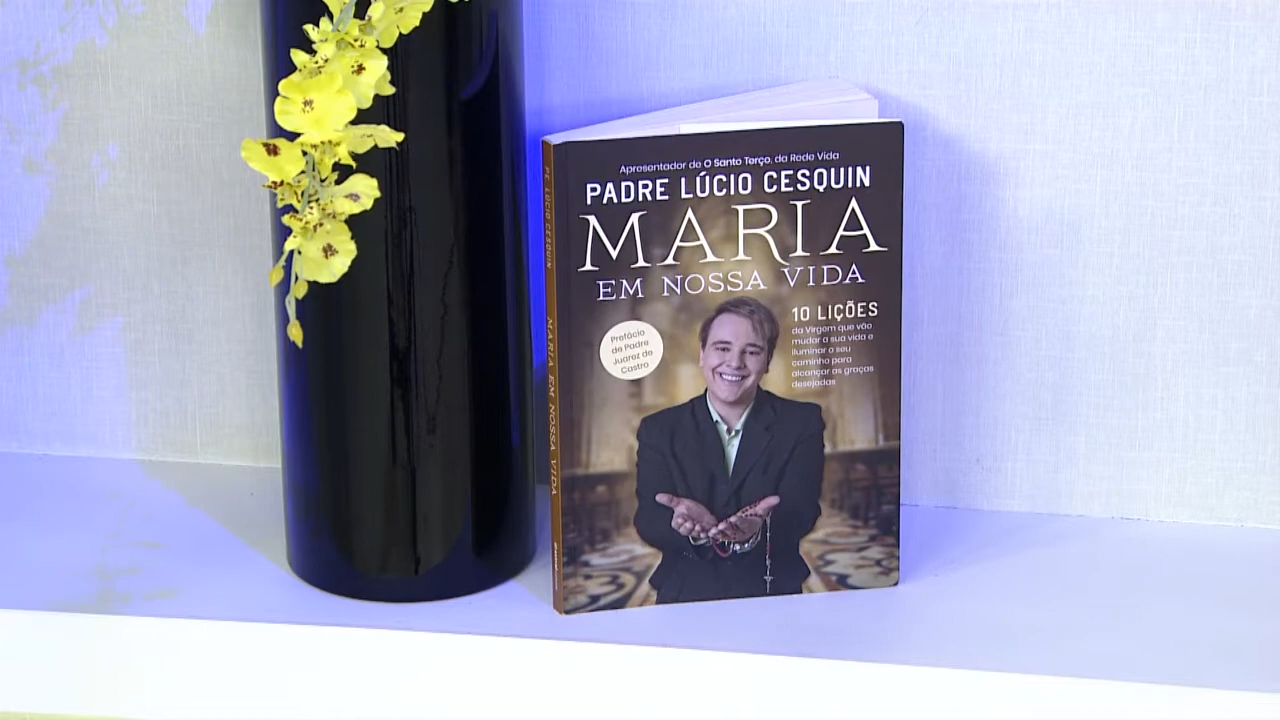 Apresentador de O Santo Terço, da Rede Vida
PADRE LÚCIO CESQUIN
MARIA
EM NOSSA VIDA
10 LIÇÕES
da Virgem que vão
mudar a sua vida e
iluminar o seu
caminho para
alcançar as graças
desejadas
Prefácio
de Padre
Juarez de
Castro
PE. LÚCIO CESQUIN
MARIA EM NOSSA VIDA